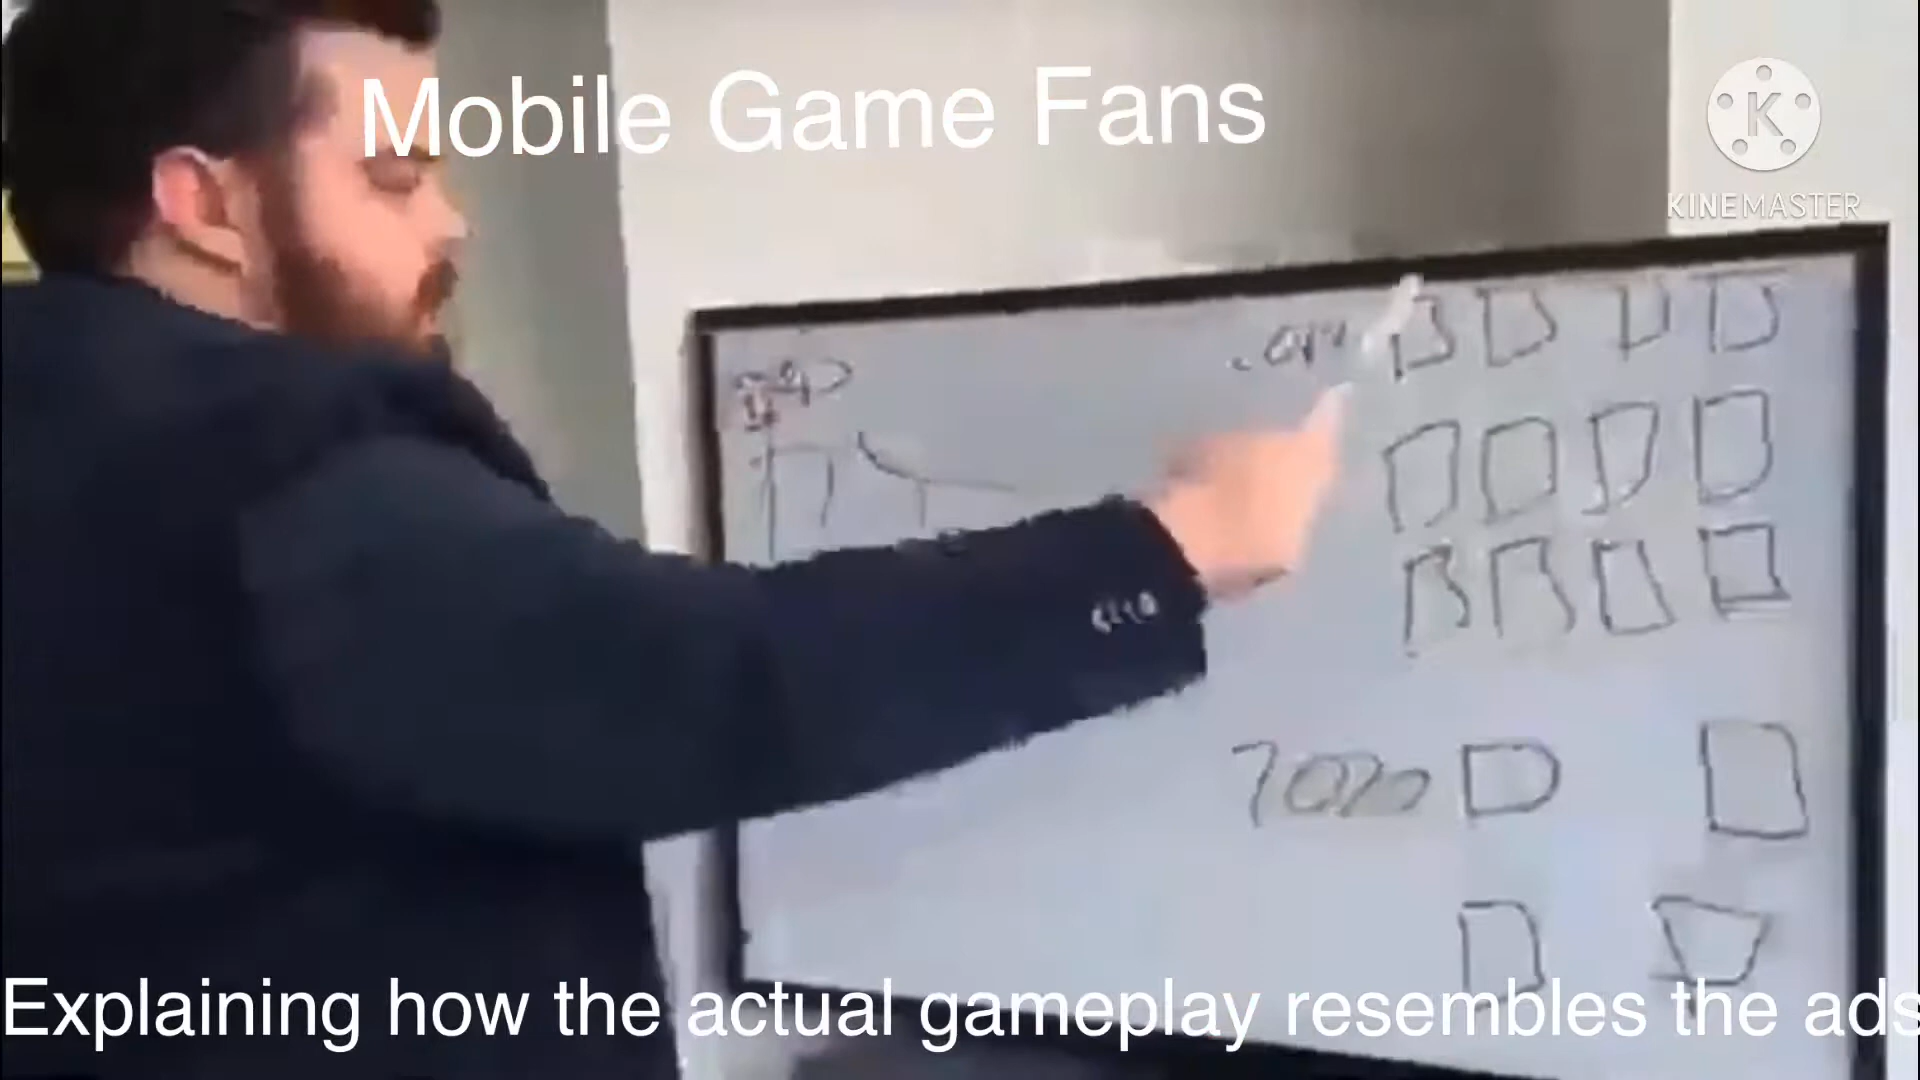 Mobile Game Fans
KINEMASTER
Explaining how the actual gameplay resembles the ads